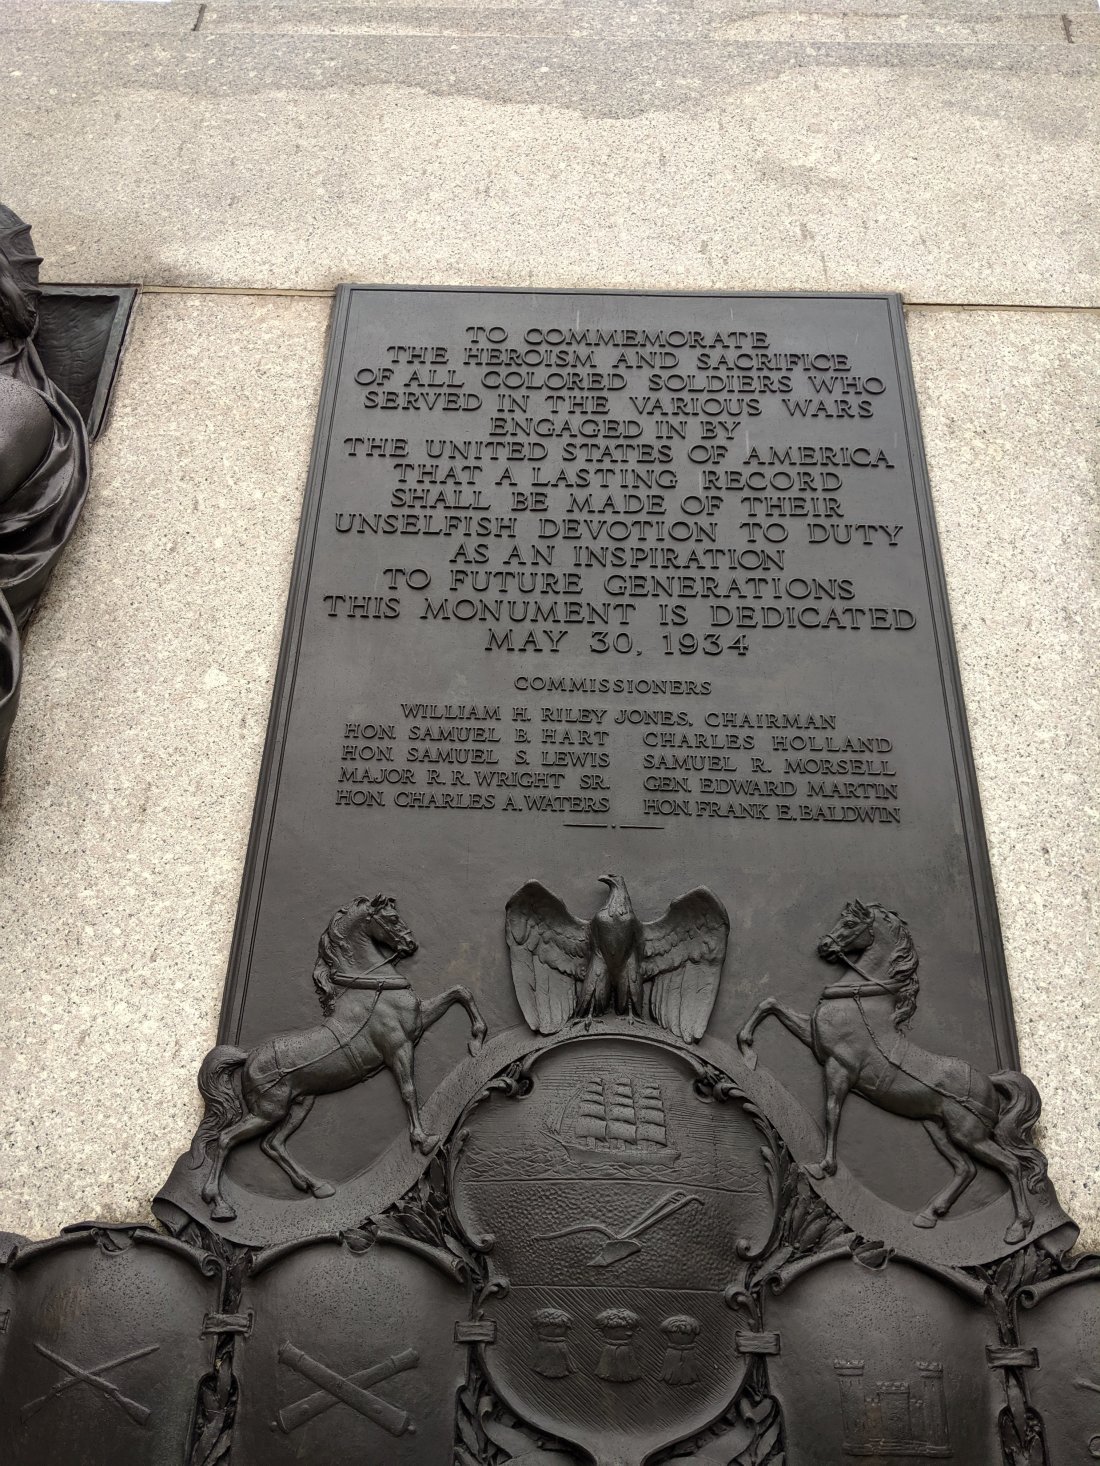 TO COMMEMORATE
THE HEROISM AND SACRIFICE
OF ALL COLORED SOLDIERS WHO
SERVED IN THE VARIOUS WARS
ENGAGED IN BY
THE UNITED STATES OF AMERICA,
THAT A LASTING RECORD
SHALL BE MADE OF THEIR
UNSELFISH DEVOTION TO DUTY
AS AN INSPIRATION
TO FUTURE GENERATIONS
THIS MONUMENT IS DEDICATED
MAY 30, 1934
COMMISSIONERS
WILLIAM H. RILEY JONES, CHAIRMAN
HON. SAMUEL B. HART CHARLES HOLLAND
HON. SAMUEL S. LEWIS SAMUEL R. MORSELL
MAJOR R.R. WRIGHT SR. GEN. EDWARD MARTIN
HON. CHARLES A. WATERS HON. FRANK E. BALDWIN